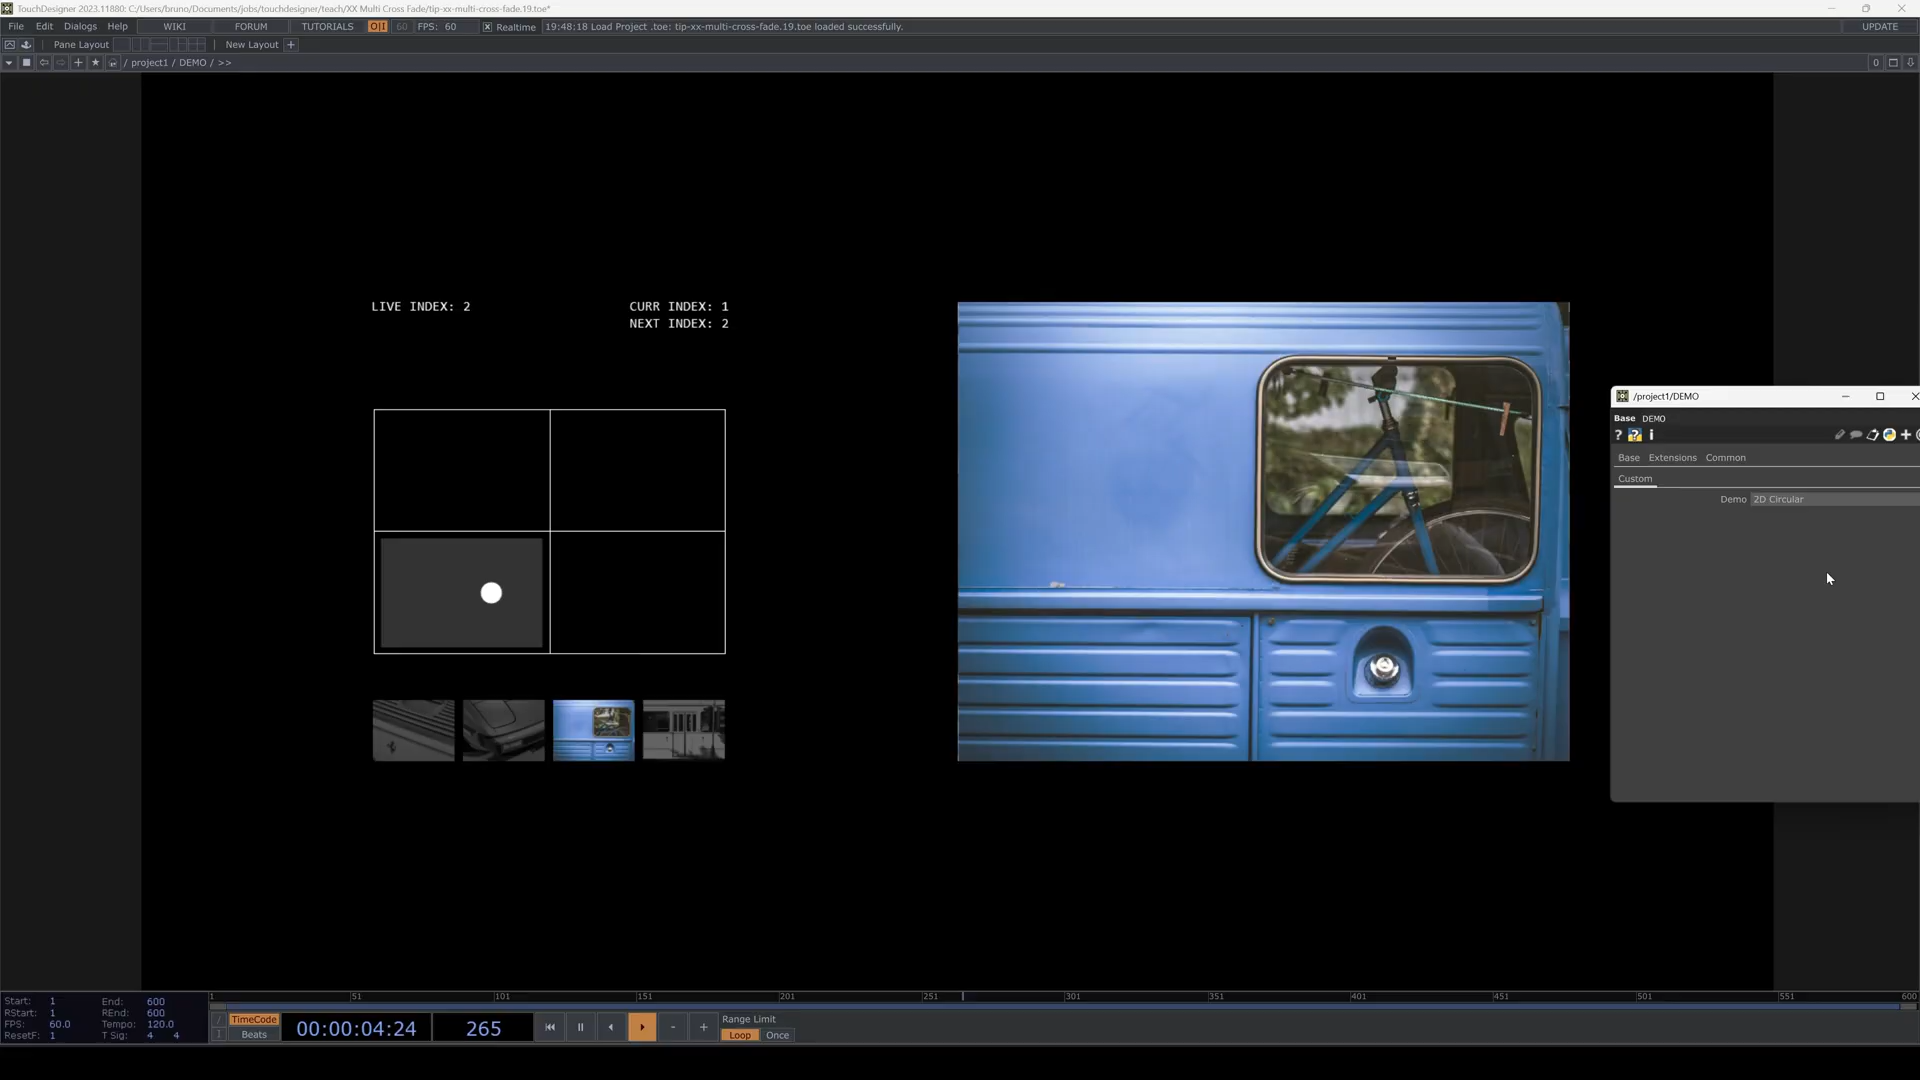 TouchDesigner 2023.11880: C:/Users/bruno/Documents/jobs/touchdesigner/teach/XX Multi Cross Fade/tip-xx-multi-cross-fade.19.toe*
File Edit Dialogs Help WIKI FORUM TUTORIALS O|I 60 FPS: 60 Realtime 19:48:18 Load Project .toe: tip-xx-multi-cross-fade.19.toe loaded successfully. UPDATE
Pane Layout New Layout +
/ project1 / DEMO / >> 0
LIVE INDEX: 2 CURR INDEX: 1
NEXT INDEX: 2
/project1/DEMO
Base DEMO
? ? i
Base Extensions Common
Custom
Demo 2D Circular
1 51 101 151 201 251 301 351 401 451 501 551 600
Start: 1 End: 600
RStart: 1 REnd: 600
FPS: 60.0 Tempo: 120.0
ResetF: 1 T Sig: 4 4
TimeCode
Beats
00:00:04:24 265
- +
Range Limit
Loop Once